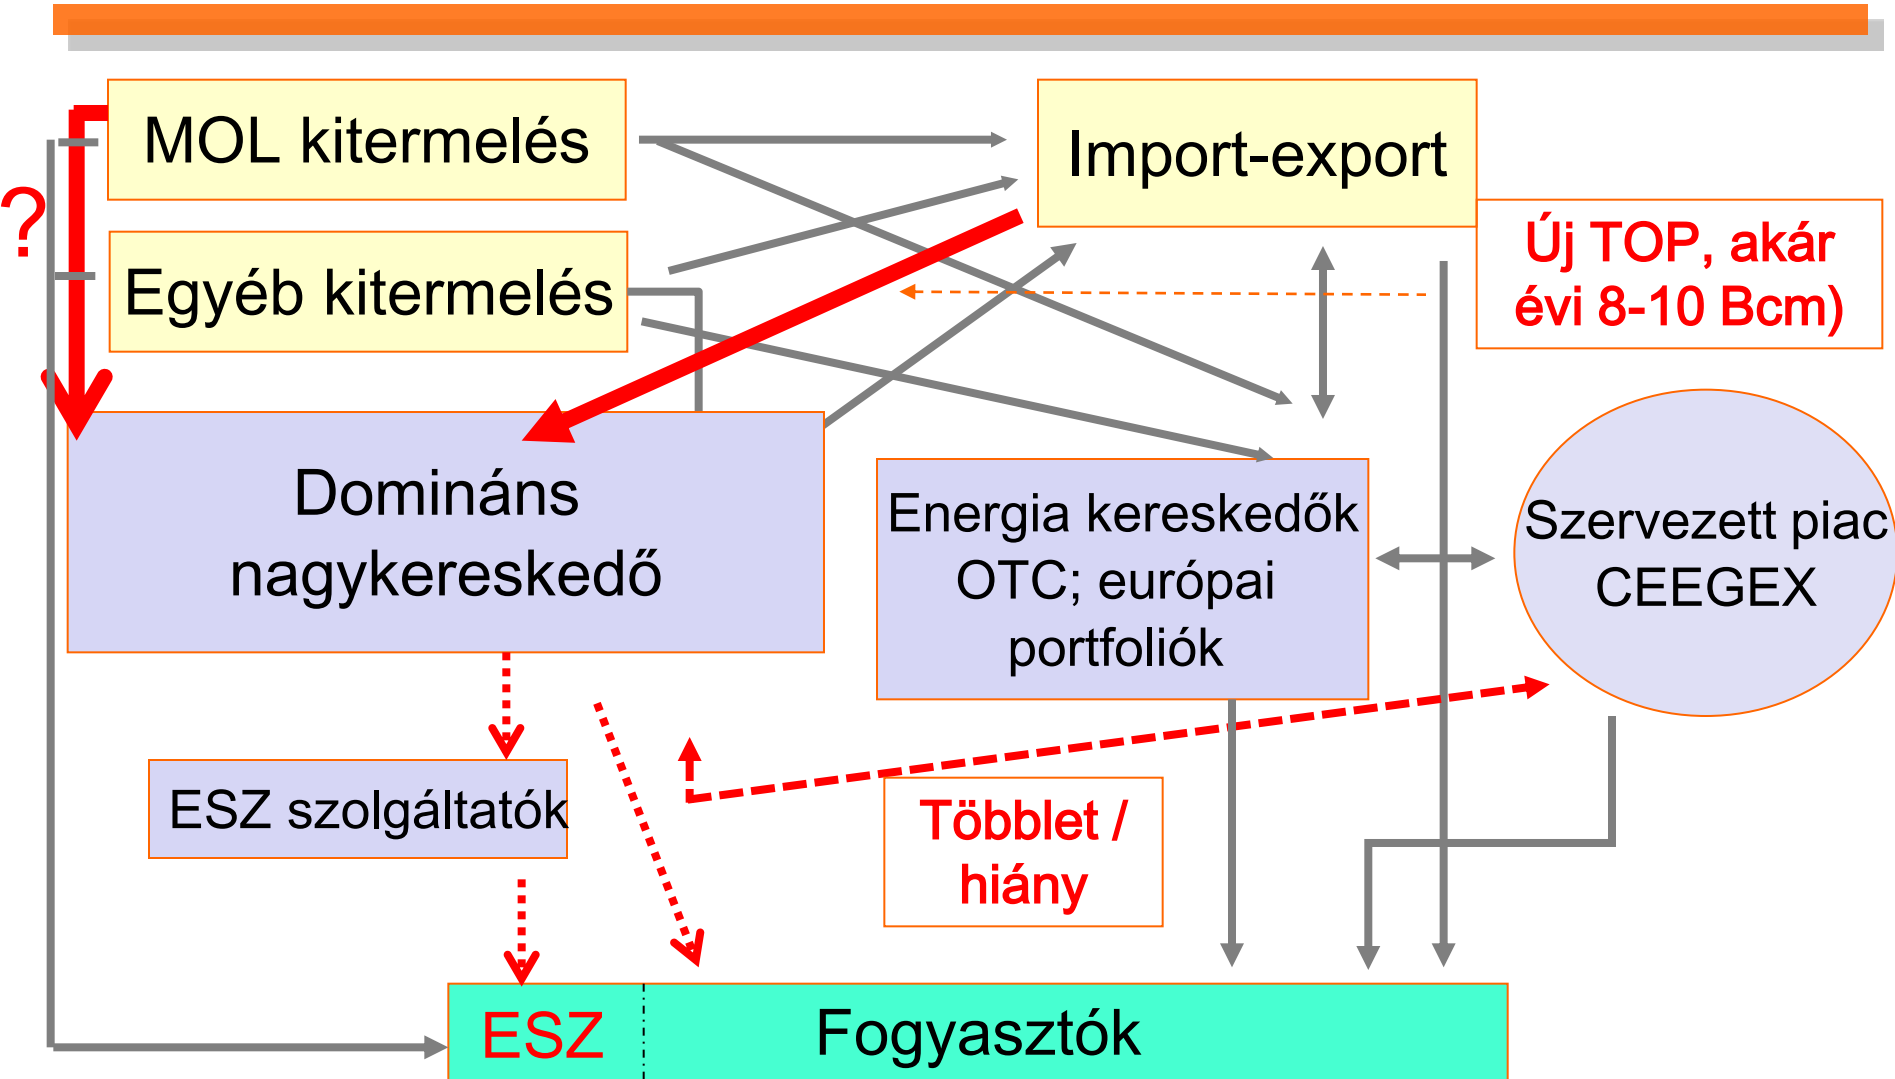 MOL kitermelés
Import-export
?
Új TOP, akár
évi 8-10 Bcm)
Egyéb kitermelés
Domináns
nagykereskedő
Energia kereskedők
OTC; európai
portfoliók
Szervezett piac
CEEGEX
ESZ szolgáltatók
Többlet /
hiány
ESZ
Fogyasztók